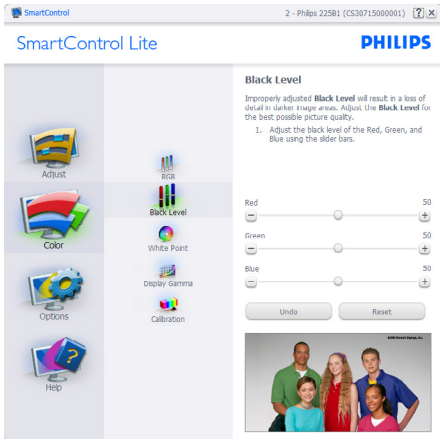 SmartControl
2 - Philips 225B1 (CS30715000001)
SmartControl Lite
PHILIPS
Black Level
Improperly adjusted Black Level will result in a loss of
detail in darker image areas. Adjust the Black Level for
the best possible picture quality.
1. Adjust the black level of the Red, Green, and
Blue using the slider bars.
Adjust
Color
Options
Help
RGB
Black Level
White Point
Display Gamma
Calibration
Red 50
Green 50
Blue 50
Undo
Reset